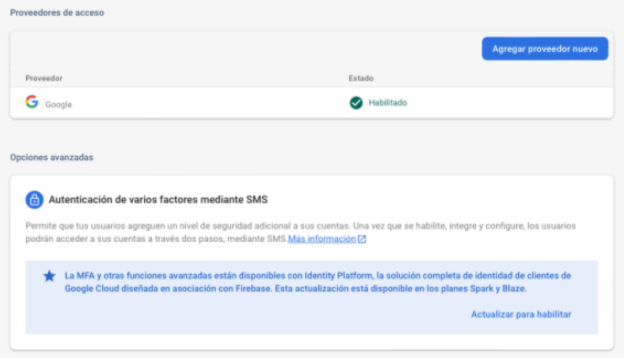 Proveedores de acceso
Agregar proveedor nuevo
Proveedor Estado
Google Habilitado
Opciones avanzadas
Autenticación de varios factores mediante SMS
Permite que tus usuarios agreguen un nivel de seguridad adicional a sus cuentas. Una vez que se habilite, integre y configure, los usuarios
podrán acceder a sus cuentas a través dos pasos, mediante SMS.Más información
La MFA y otras funciones avanzadas están disponibles con Identity Platform, la solución completa de identidad de clientes de
Google Cloud diseñada en asociación con Firebase. Esta actualización está disponible en los planes Spark y Blaze.
Actualizar para habilitar